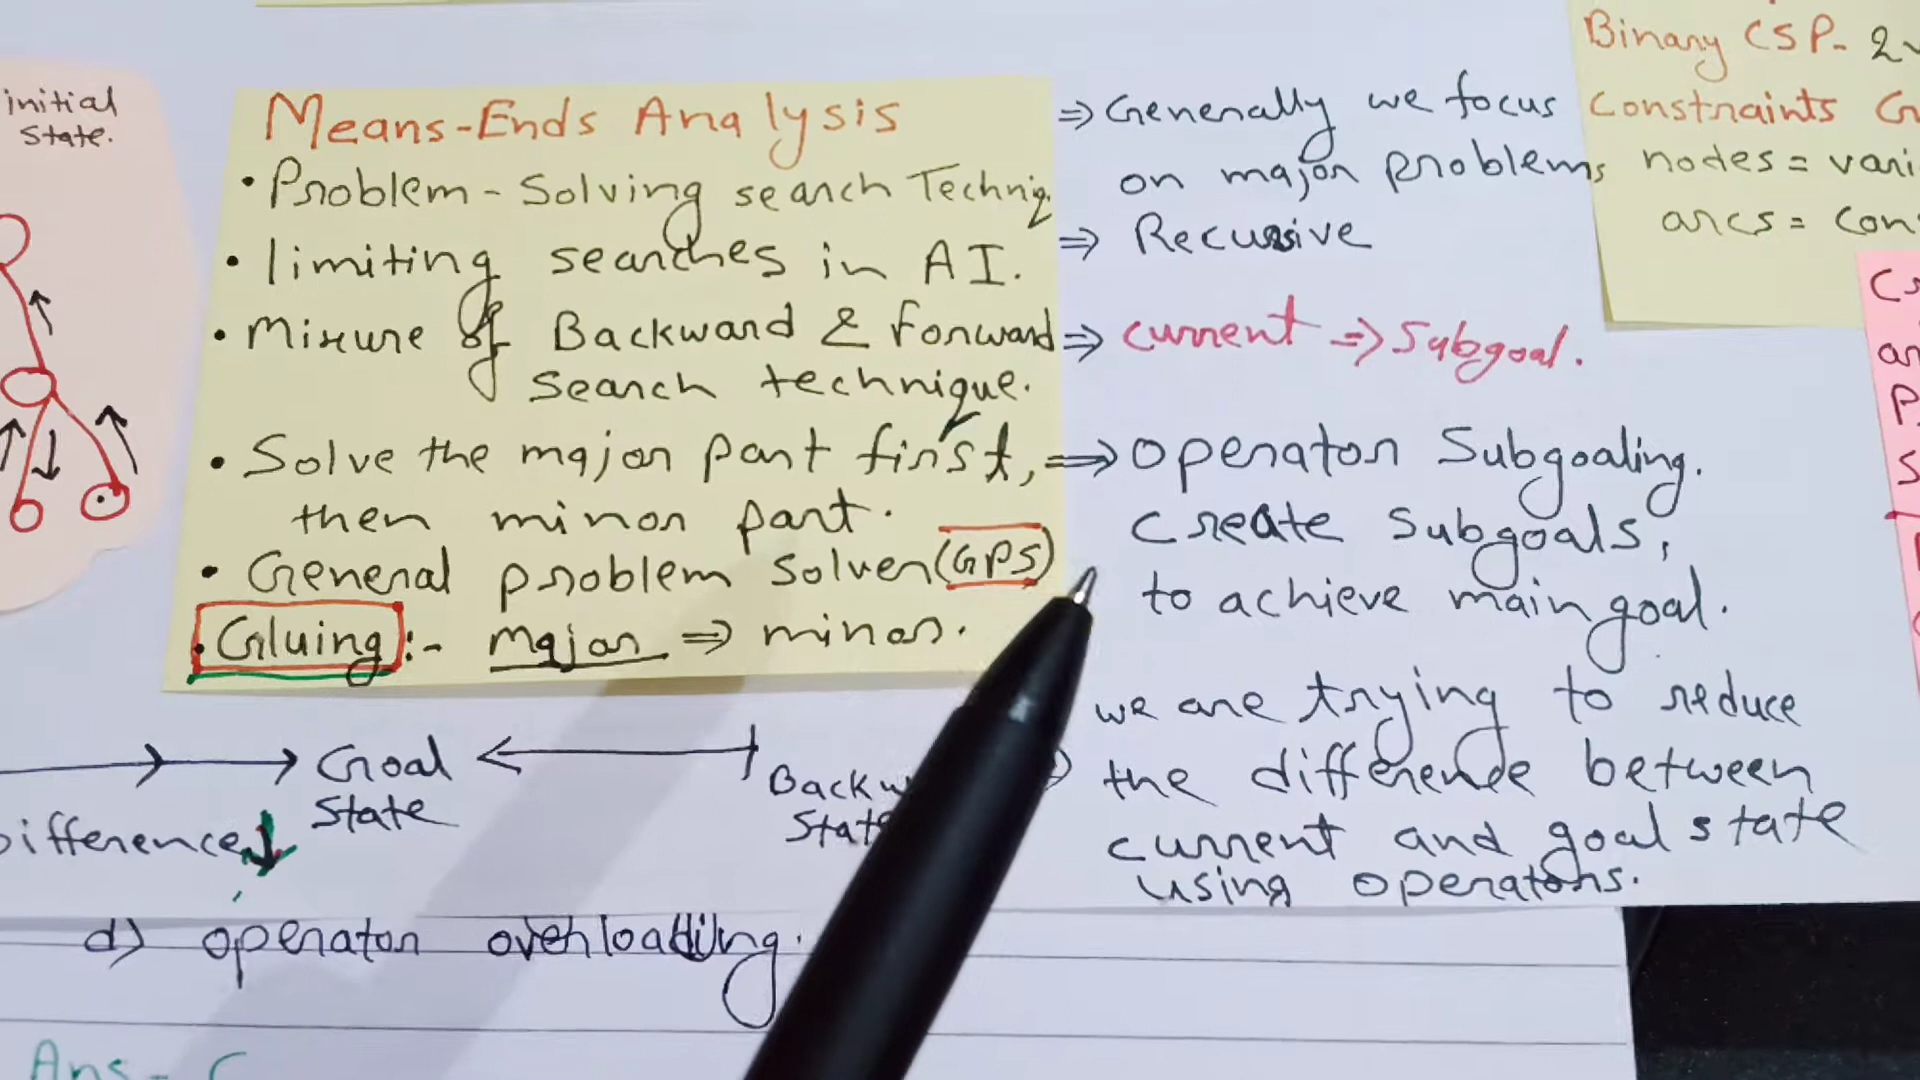 initial
state.
Means-Ends Analysis
• Problem-Solving search Techniq
• limiting searches in AI.
• Mixure of Backward & forward
search technique.
• Solve the major part first,
then minor part.
• General problem solver (GPS)
• Gluing :- major ⇒ minor.
⇒ Generally we focus
on major problems
⇒ Recursive
⇒ current ⇒ Subgoal.
⇒ operator Subgoaling.
create subgoals,
to achieve main goal.
we are trying to reduce
the difference between
current and goal state
using operators.
Binary CSP- 2
Constraints
nodes =
arcs =
Goal
State
Difference↓
d) operator overloading.
Ans- C